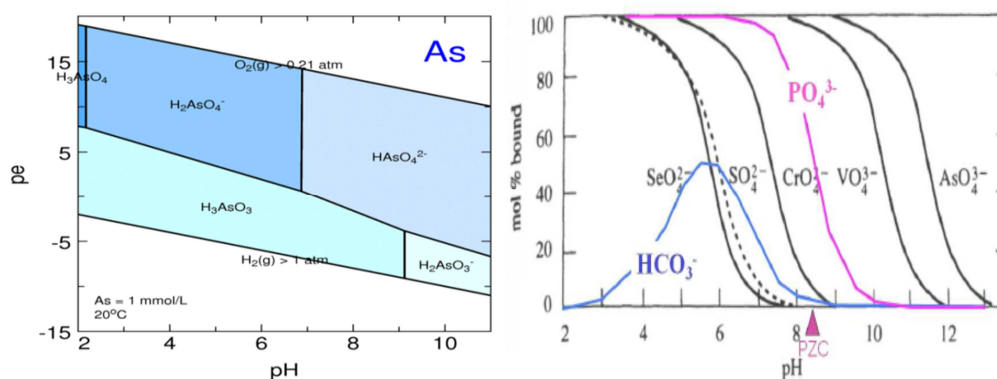 As
15
5
-5
-15
pe
O₂(g) > 0.21 atm
H₃AsO₄
H₂AsO₄⁻
HAsO₄²⁻
H₃AsO₃
H₂AsO₃⁻
H₂(g) > 1 atm
As = 1 mmol/L
20°C
2 4 6 8 10
pH
mol % bound
100
80
60
40
20
0
PO₄³⁻
SeO₄²⁻ SO₄²⁻ CrO₄²⁻ VO₄³⁻ AsO₄³⁻
HCO₃⁻
2 4 6 8 10 12
pH
PZC